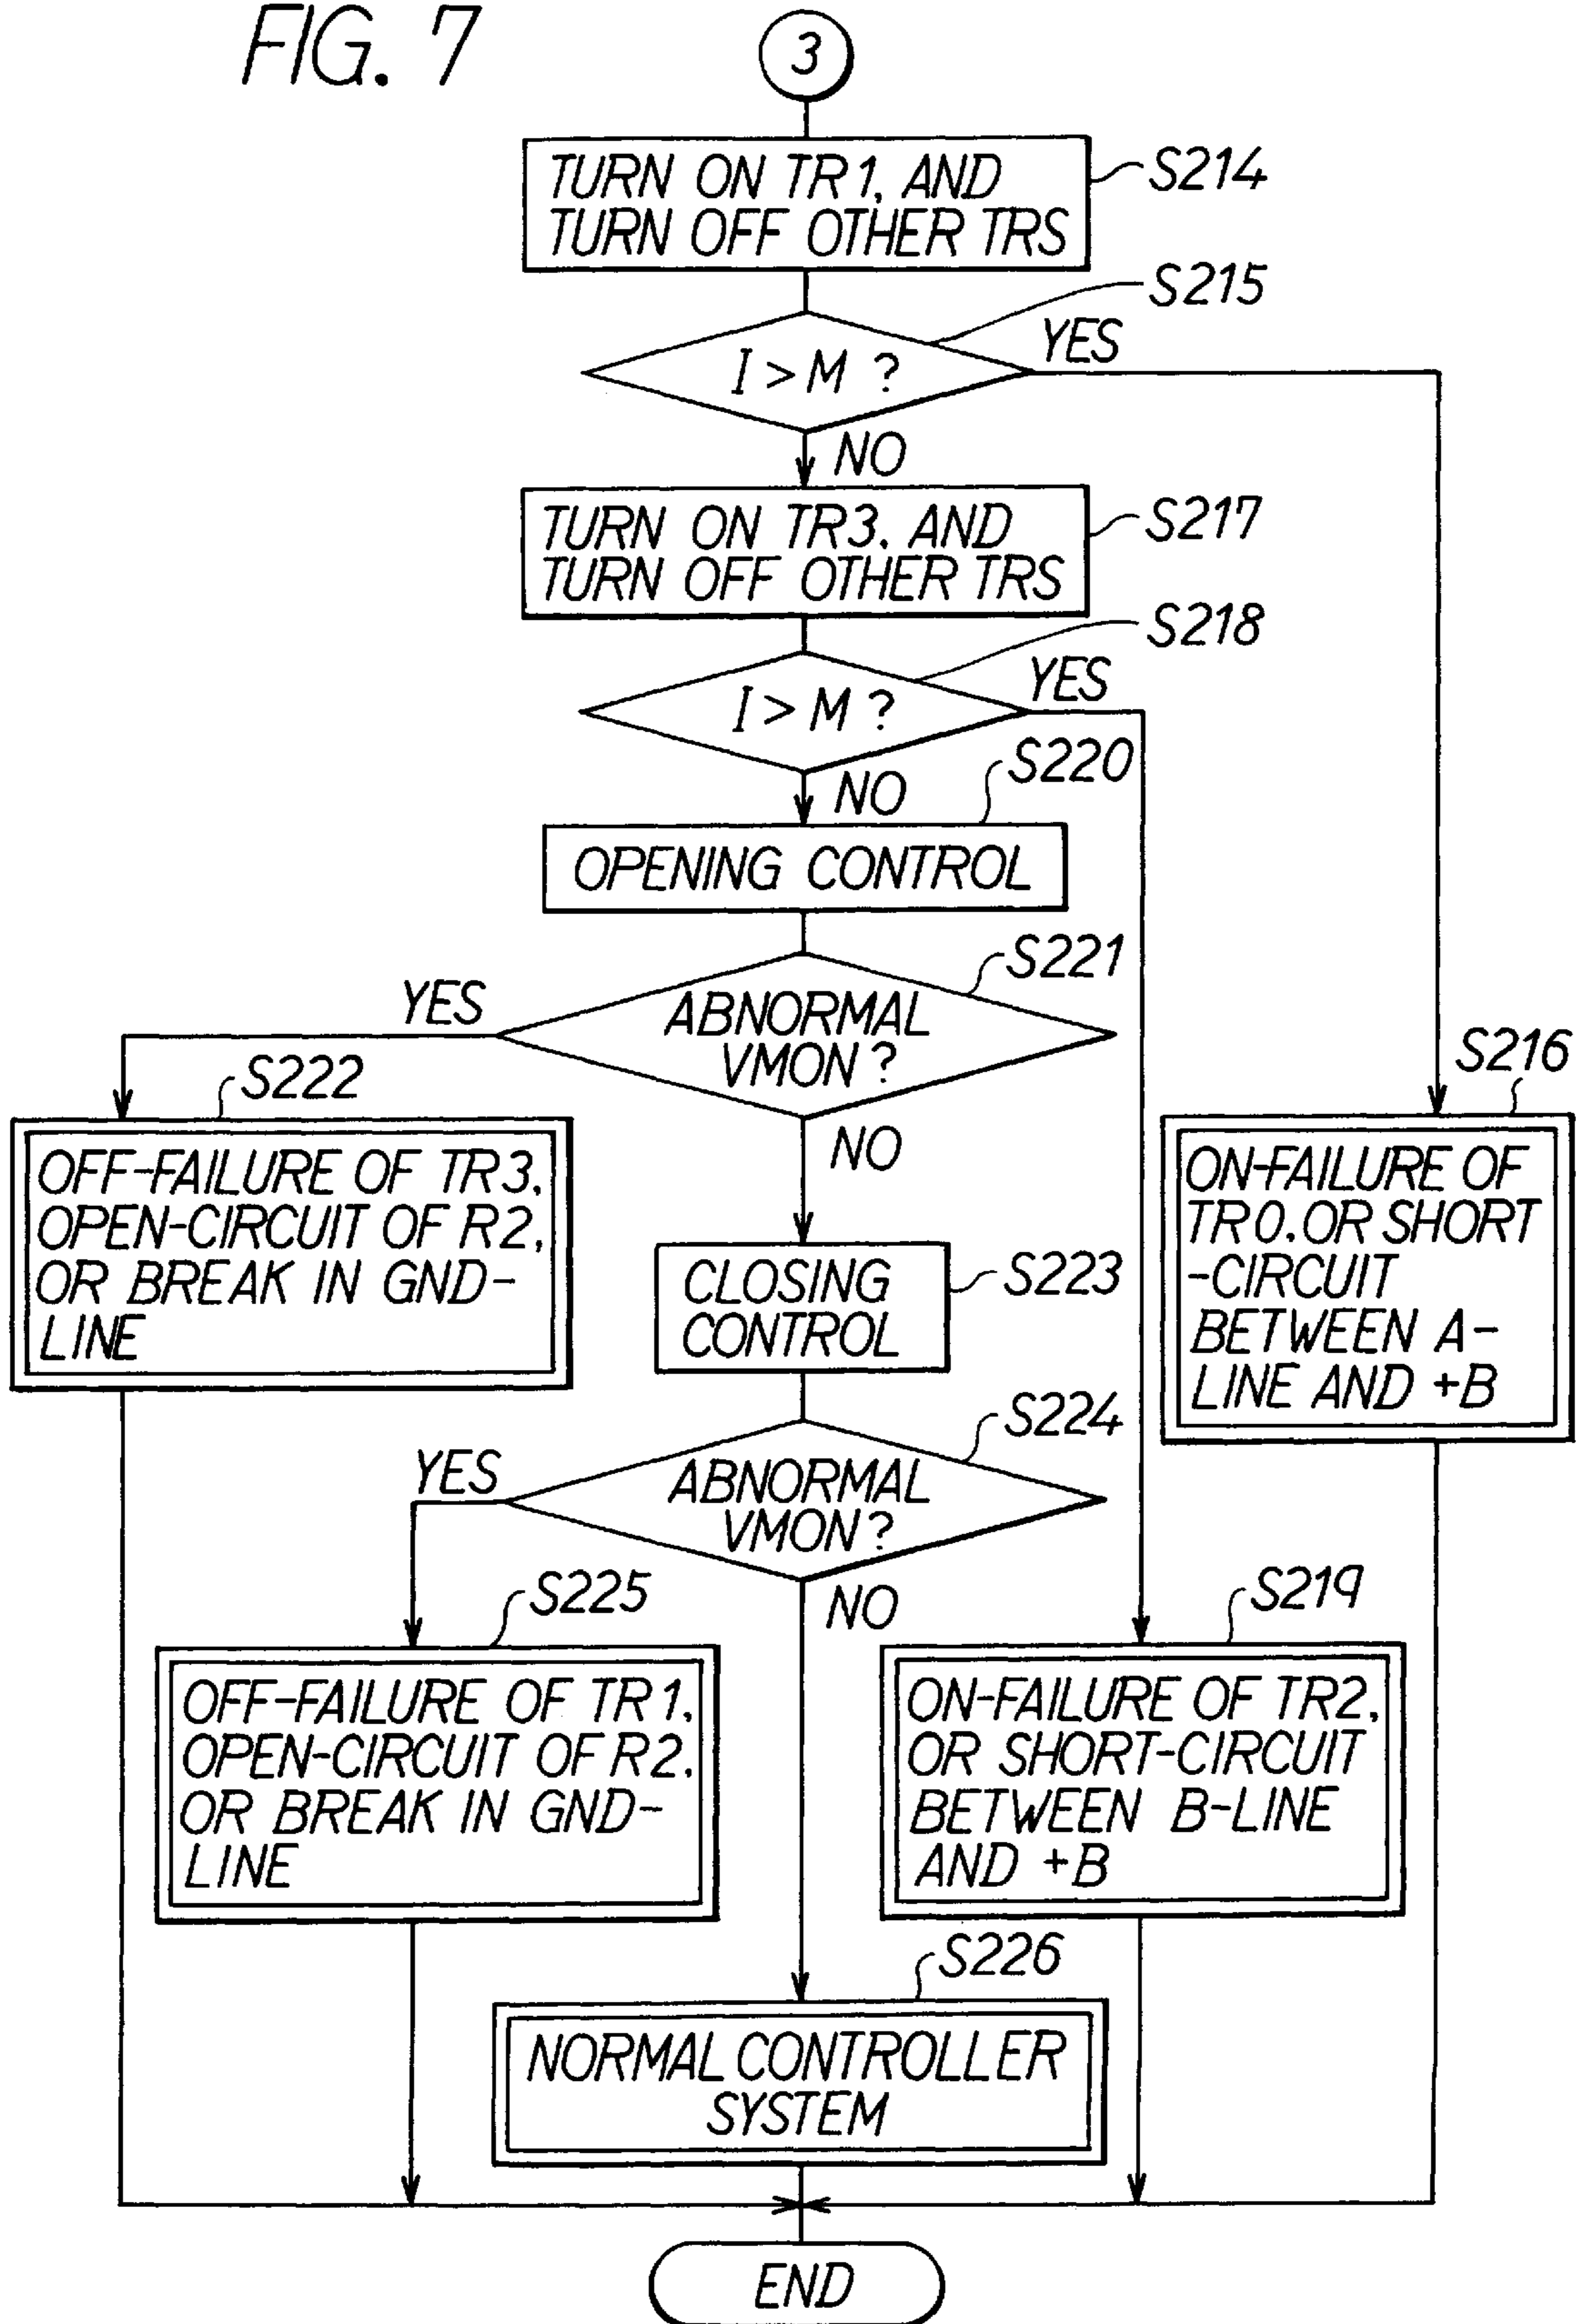 FIG. 7
3
TURN ON TR1, AND
TURN OFF OTHER TRS
S214
S215
I > M ?
YES
NO
TURN ON TR3. AND
TURN OFF OTHER TRS
S217
S218
I > M ?
YES
NO
S220
OPENING CONTROL
S221
ABNORMAL
VMON?
YES
NO
S222
OFF-FAILURE OF TR3,
OPEN-CIRCUIT OF R2,
OR BREAK IN GND-
LINE
S216
ON-FAILURE OF
TR0. OR SHORT
-CIRCUIT
BETWEEN A-
LINE AND +B
CLOSING
CONTROL
S223
S224
ABNORMAL
VMON?
YES
NO
S225
OFF-FAILURE OF TR1,
OPEN-CIRCUIT OF R2.
OR BREAK IN GND-
LINE
S219
ON-FAILURE OF TR2,
OR SHORT-CIRCUIT
BETWEEN B-LINE
AND +B
S226
NORMAL CONTROLLER
SYSTEM
END